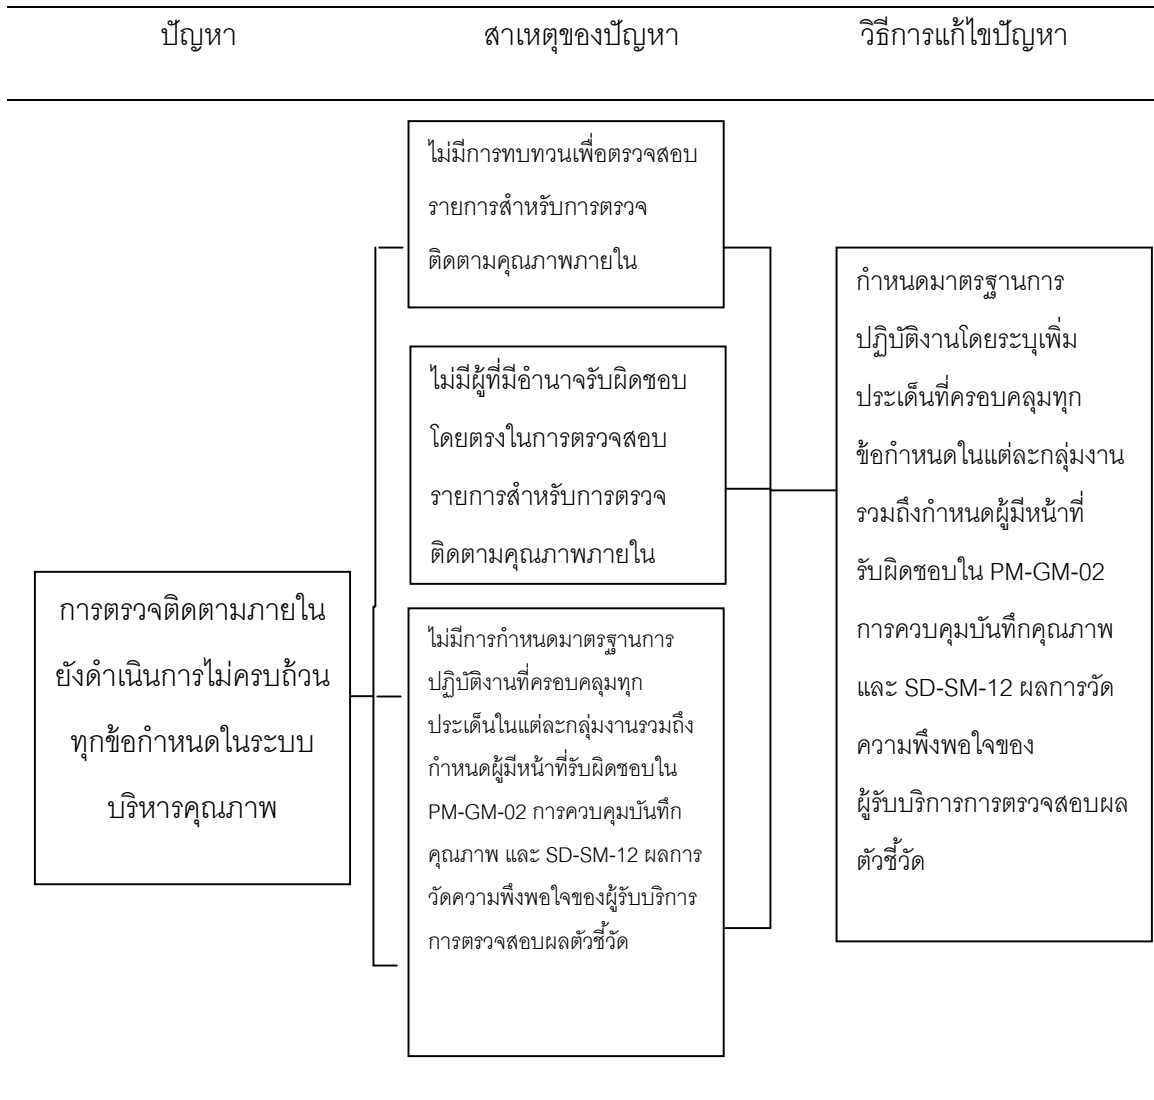 ปัญหา
สาเหตุของปัญหา
วิธีการแก้ไขปัญหา
การตรวจติดตามภายใน
ยังดำเนินการไม่ครบถ้วน
ทุกข้อกำหนดในระบบ
บริหารคุณภาพ
ไม่มีการทบทวนเพื่อตรวจสอบ
รายการสำหรับการตรวจ
ติดตามคุณภาพภายใน
ไม่มีผู้ที่มีอำนาจรับผิดชอบ
โดยตรงในการตรวจสอบ
รายการสำหรับการตรวจ
ติดตามคุณภาพภายใน
ไม่มีการกำหนดมาตรฐานการ
ปฏิบัติงานที่ครอบคลุมทุก
ประเด็นในแต่ละกลุ่มงานรวมถึง
กำหนดผู้มีหน้าที่รับผิดชอบใน
PM-GM-02 การควบคุมบันทึก
คุณภาพ และ SD-SM-12 ผลการ
วัดความพึงพอใจของผู้รับบริการ
การตรวจสอบผลตัวชี้วัด
กำหนดมาตรฐานการ
ปฏิบัติงานโดยระบุเพิ่ม
ประเด็นที่ครอบคลุมทุก
ข้อกำหนดในแต่ละกลุ่มงาน
รวมถึงกำหนดผู้มีหน้าที่
รับผิดชอบใน PM-GM-02
การควบคุมบันทึกคุณภาพ
และ SD-SM-12 ผลการวัด
ความพึงพอใจของ
ผู้รับบริการการตรวจสอบผล
ตัวชี้วัด